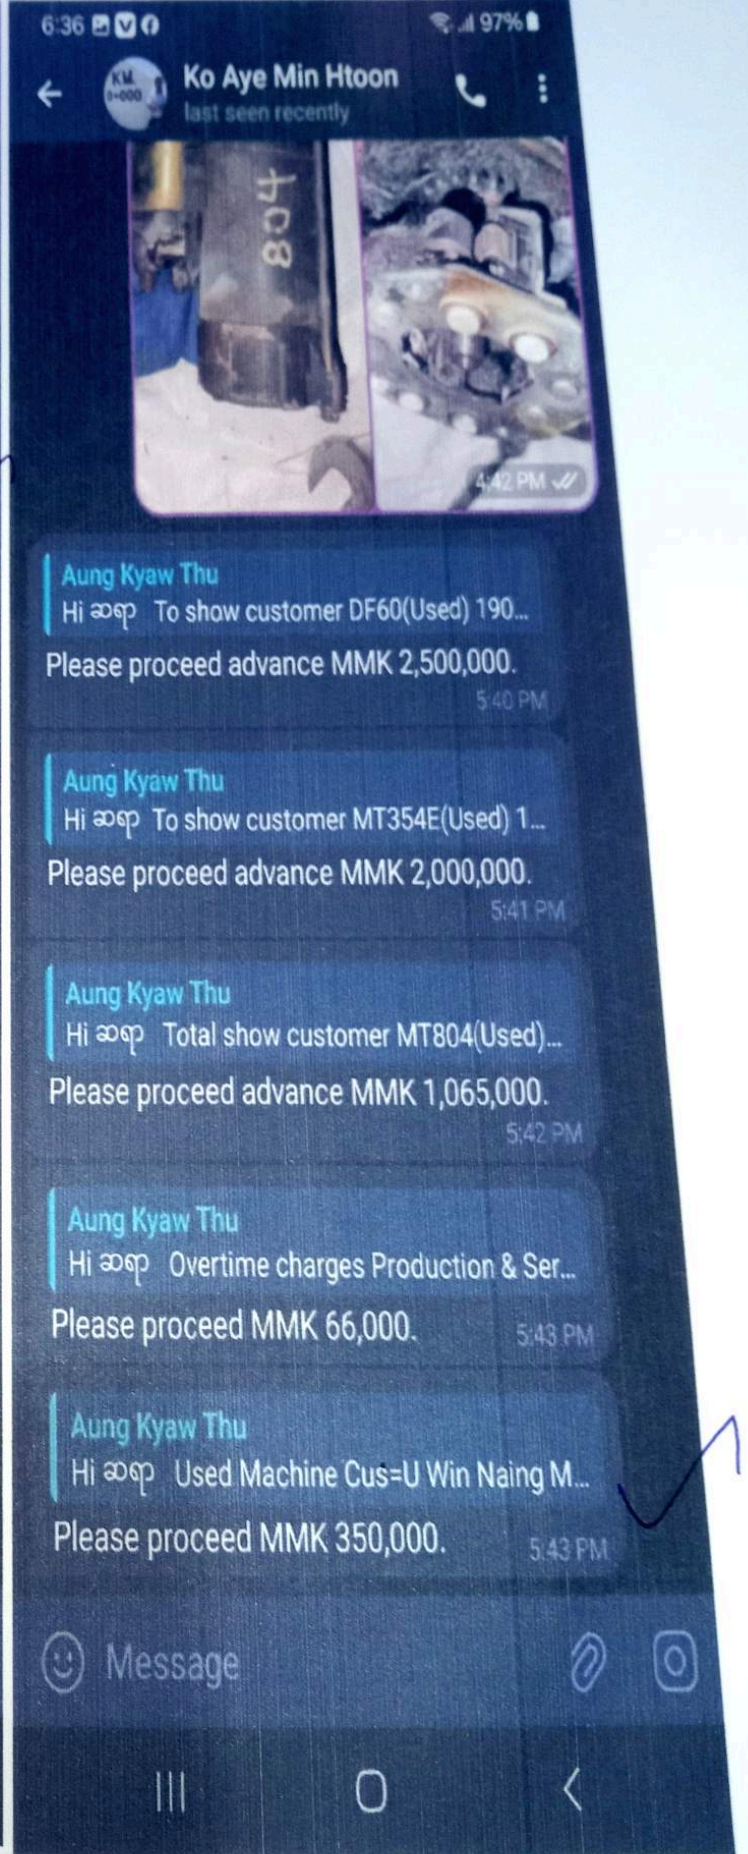 6:36
97%
KM
0+000
Ko Aye Min Htoon
last seen recently
804
4:42 PM
Aung Kyaw Thu
Hi ဆရာ To show customer DF60(Used) 190...
Please proceed advance MMK 2,500,000.
5:40 PM
Aung Kyaw Thu
Hi ဆရာ To show customer MT354E(Used) 1...
Please proceed advance MMK 2,000,000.
5:41 PM
Aung Kyaw Thu
Hi ဆရာ Total show customer MT804(Used)...
Please proceed advance MMK 1,065,000.
5:42 PM
Aung Kyaw Thu
Hi ဆရာ Overtime charges Production & Ser...
Please proceed MMK 66,000.
5:43 PM
Aung Kyaw Thu
Hi ဆရာ Used Machine Cus=U Win Naing M...
Please proceed MMK 350,000.
5:43 PM
Message